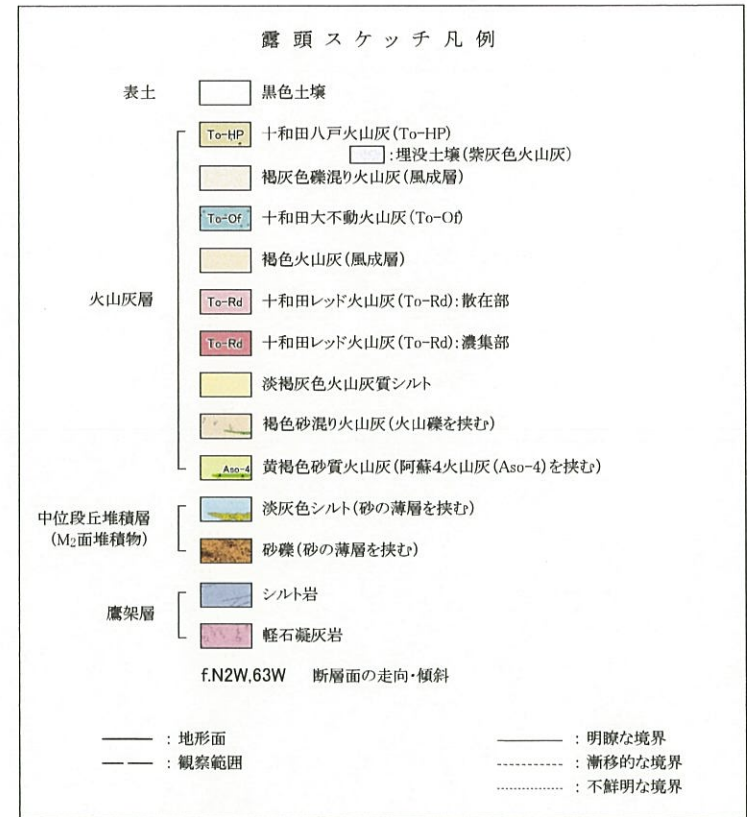 露頭スケッチ凡例
表土
黒色土壌
火山灰層
To-HP 十和田八戸火山灰(To-HP)
:埋没土壌(紫灰色火山灰)
褐灰色礫混り火山灰(風成層)
To-Of 十和田大不動火山灰(To-Of)
褐色火山灰(風成層)
To-Rd 十和田レッド火山灰(To-Rd):散在部
To-Rd 十和田レッド火山灰(To-Rd):濃集部
淡褐灰色火山灰質シルト
褐色砂混り火山灰(火山礫を挟む)
Aso-4 黄褐色砂質火山灰(阿蘇4火山灰(Aso-4)を挟む)
中位段丘堆積層
(M₂面堆積物)
淡灰色シルト(砂の薄層を挟む)
砂礫(砂の薄層を挟む)
鷹架層
シルト岩
軽石凝灰岩
f.N2W,63W 断層面の走向・傾斜
:地形面
:観察範囲
:明瞭な境界
:漸移的な境界
:不鮮明な境界